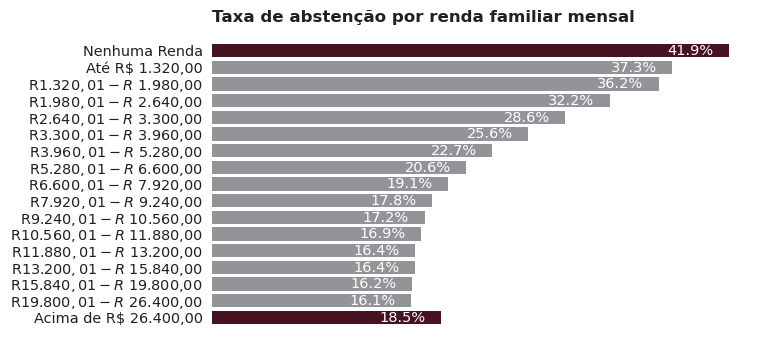 Taxa de abstenção por renda familiar mensal
Nenhuma Renda 41.9%
Até R$ 1.320,00 37.3%
R1.320,01 − R 1.980,00 36.2%
R1.980,01 − R 2.640,00 32.2%
R2.640,01 − R 3.300,00 28.6%
R3.300,01 − R 3.960,00 25.6%
R3.960,01 − R 5.280,00 22.7%
R5.280,01 − R 6.600,00 20.6%
R6.600,01 − R 7.920,00 19.1%
R7.920,01 − R 9.240,00 17.8%
R9.240,01 − R 10.560,00 17.2%
R10.560,01 − R 11.880,00 16.9%
R11.880,01 − R 13.200,00 16.4%
R13.200,01 − R 15.840,00 16.4%
R15.840,01 − R 19.800,00 16.2%
R19.800,01 − R 26.400,00 16.1%
Acima de R$ 26.400,00 18.5%